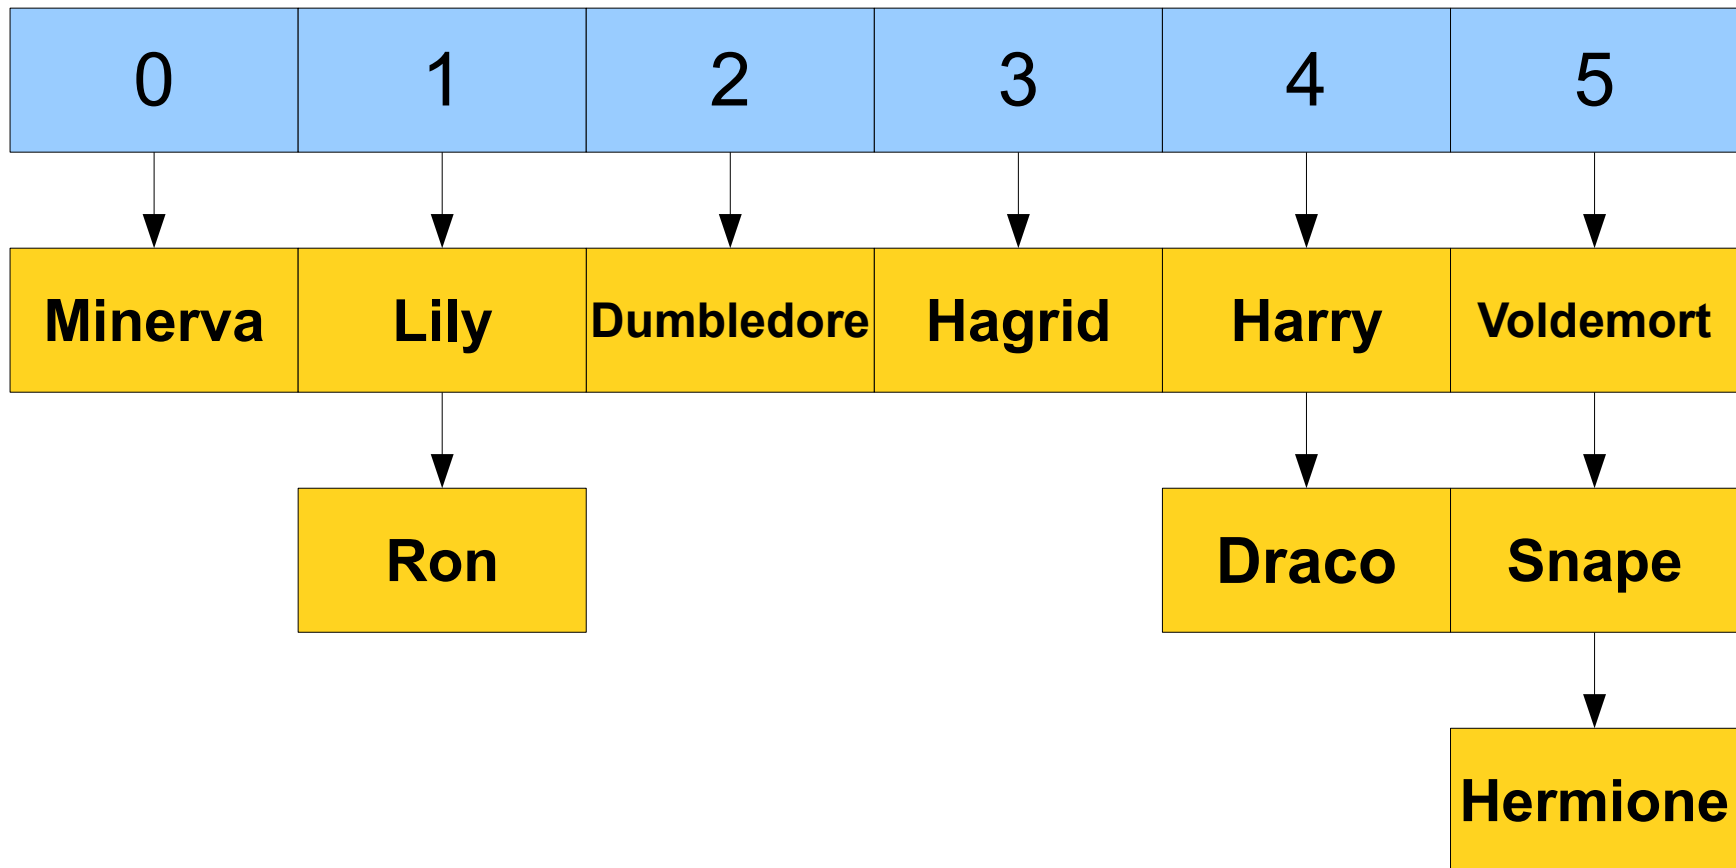 0 1 2 3 4 5
Minerva Lily Dumbledore Hagrid Harry Voldemort
Ron Draco Snape
Hermione